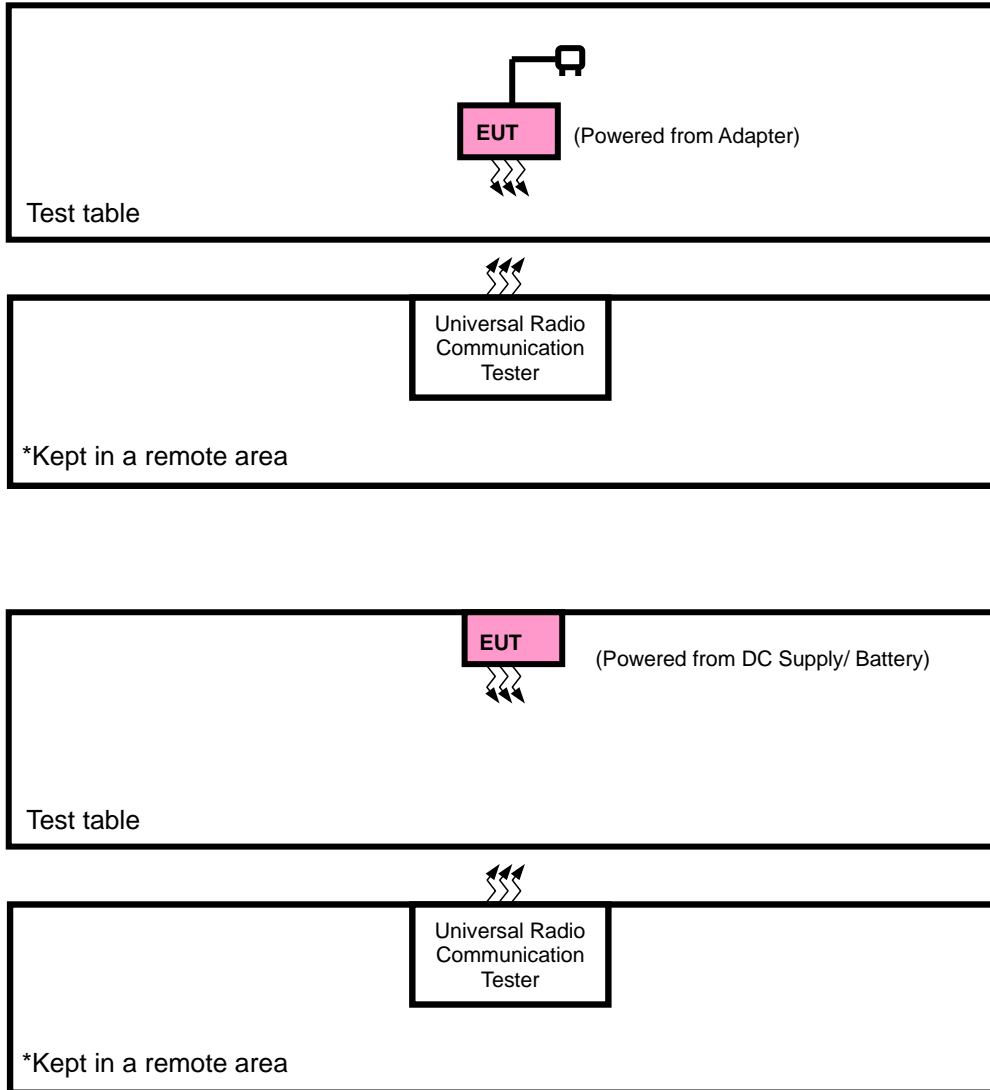 EUT
(Powered from Adapter)
Test table
Universal Radio
Communication
Tester
*Kept in a remote area
EUT
(Powered from DC Supply/ Battery)
Test table
Universal Radio
Communication
Tester
*Kept in a remote area